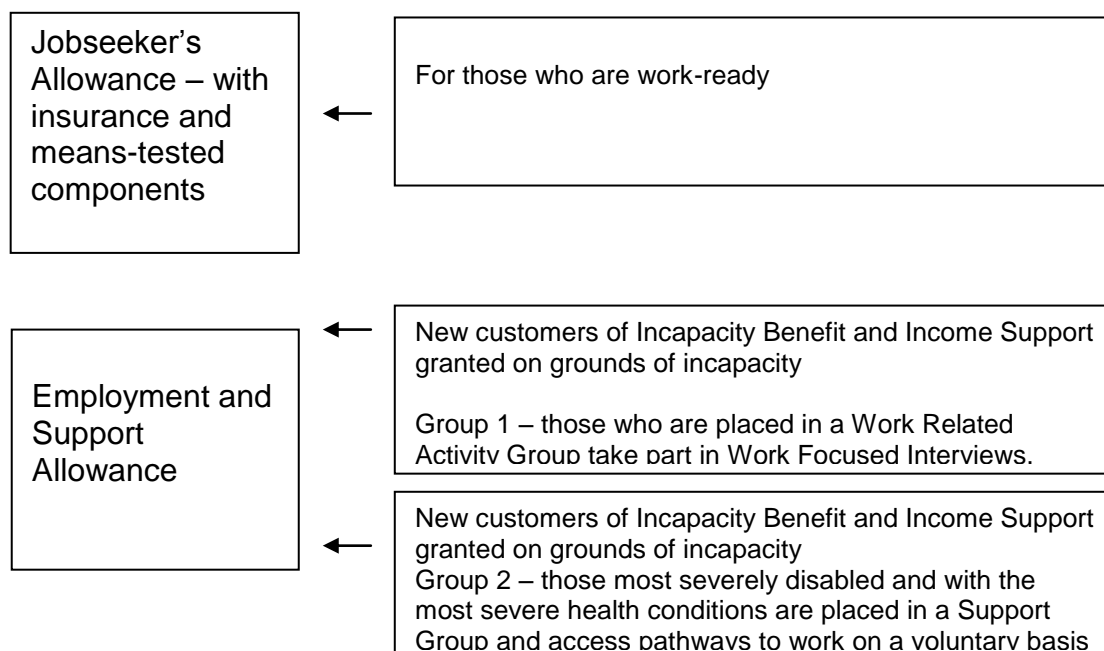 Jobseeker's
Allowance – with
insurance and
means-tested
components
For those who are work-ready
Employment and
Support
Allowance
New customers of Incapacity Benefit and Income Support
granted on grounds of incapacity
Group 1 – those who are placed in a Work Related
Activity Group take part in Work Focused Interviews.
New customers of Incapacity Benefit and Income Support
granted on grounds of incapacity
Group 2 – those most severely disabled and with the
most severe health conditions are placed in a Support
Group and access pathways to work on a voluntary basis